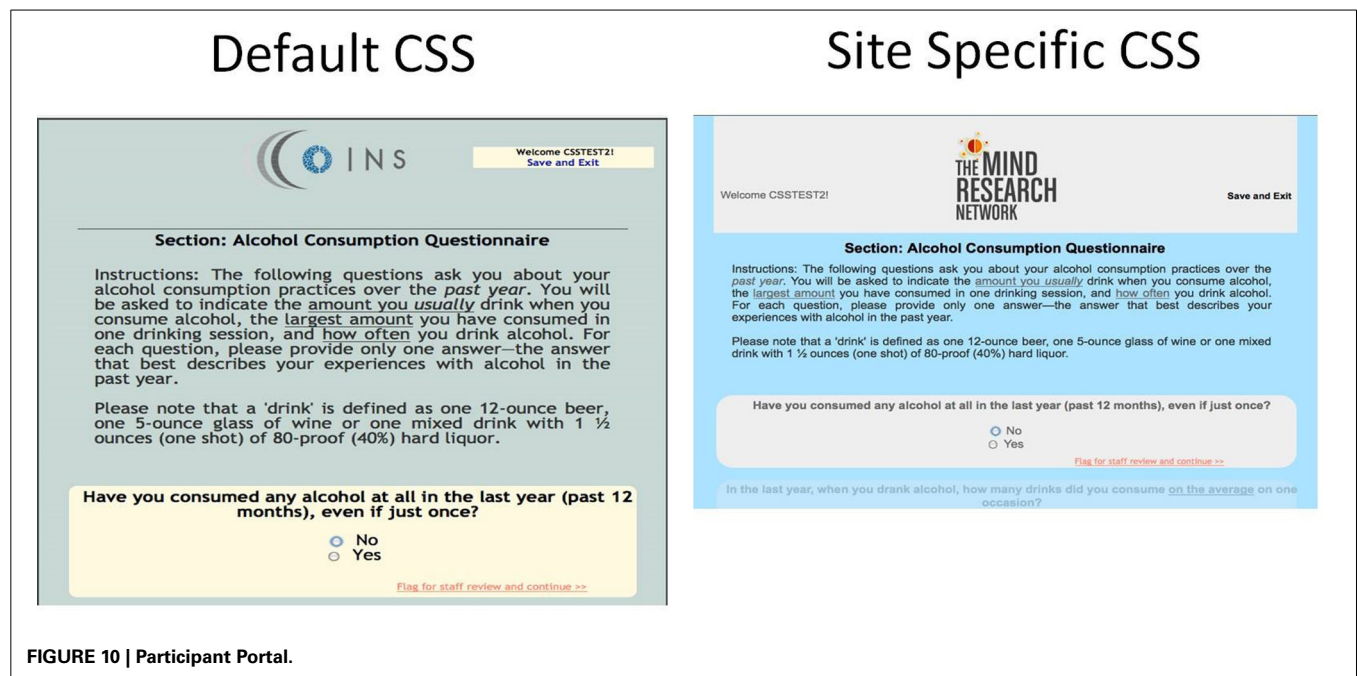 Default CSS
Site Specific CSS
COINS
Welcome CSSTEST2!
Save and Exit
Section: Alcohol Consumption Questionnaire
Instructions: The following questions ask you about your
alcohol consumption practices over the past year. You will
be asked to indicate the amount you usually drink when you
consume alcohol, the largest amount you have consumed in
one drinking session, and how often you drink alcohol. For
each question, please provide only one answer—the answer
that best describes your experiences with alcohol in the
past year.
Please note that a 'drink' is defined as one 12-ounce beer,
one 5-ounce glass of wine or one mixed drink with 1 ½
ounces (one shot) of 80-proof (40%) hard liquor.
Have you consumed any alcohol at all in the last year (past 12
months), even if just once?
No
Yes
Flag for staff review and continue >>
THE MIND
RESEARCH
NETWORK
Welcome CSSTEST2!
Save and Exit
Section: Alcohol Consumption Questionnaire
Instructions: The following questions ask you about your alcohol consumption practices over the
past year. You will be asked to indicate the amount you usually drink when you consume alcohol,
the largest amount you have consumed in one drinking session, and how often you drink alcohol.
For each question, please provide only one answer—the answer that best describes your
experiences with alcohol in the past year.
Please note that a 'drink' is defined as one 12-ounce beer, one 5-ounce glass of wine or one mixed
drink with 1 ½ ounces (one shot) of 80-proof (40%) hard liquor.
Have you consumed any alcohol at all in the last year (past 12 months), even if just once?
No
Yes
Flag for staff review and continue >>
In the last year, when you drank alcohol, how many drinks did you consume on the average on one
occasion?
FIGURE 10 | Participant Portal.